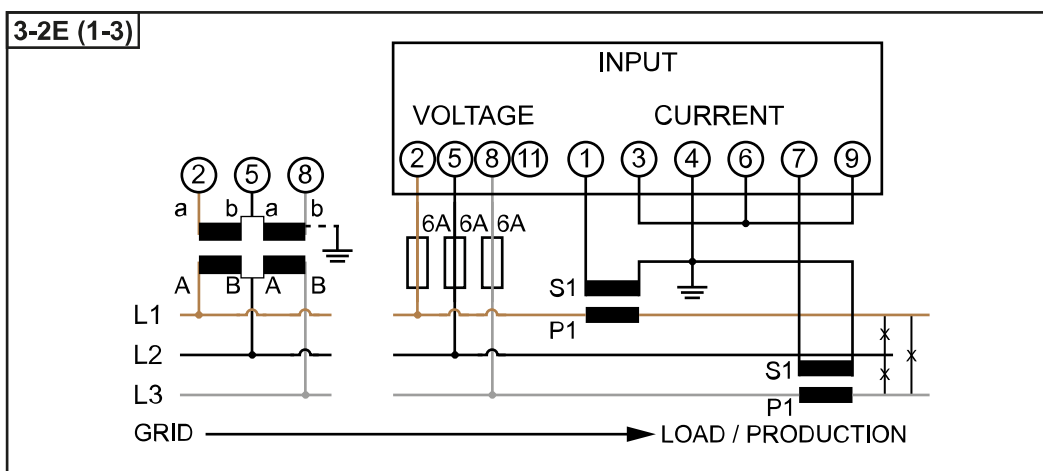 3-2E (1-3)
INPUT
VOLTAGE CURRENT
2 5 8 11 1 3 4 6 7 9
2 5 8
a b a b
6A 6A 6A
A B A B
S1
L1
P1
L2
S1
L3
P1
GRID LOAD / PRODUCTION